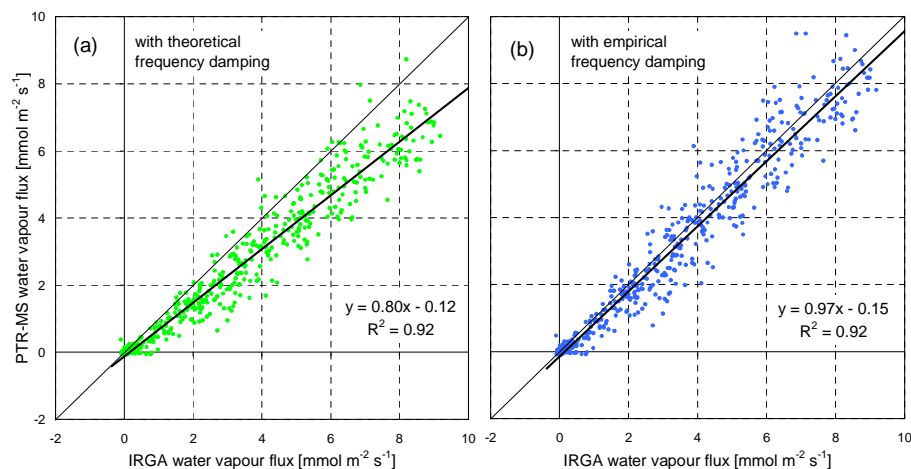 (a)
with theoretical
frequency damping
y = 0.80x - 0.12
R² = 0.92
PTR-MS water vapour flux [mmol m⁻² s⁻¹]
10
8
6
4
2
0
-2
-2 0 2 4 6 8 10
IRGA water vapour flux [mmol m⁻² s⁻¹]
(b)
with empirical
frequency damping
y = 0.97x - 0.15
R² = 0.92
-2 0 2 4 6 8 10
IRGA water vapour flux [mmol m⁻² s⁻¹]